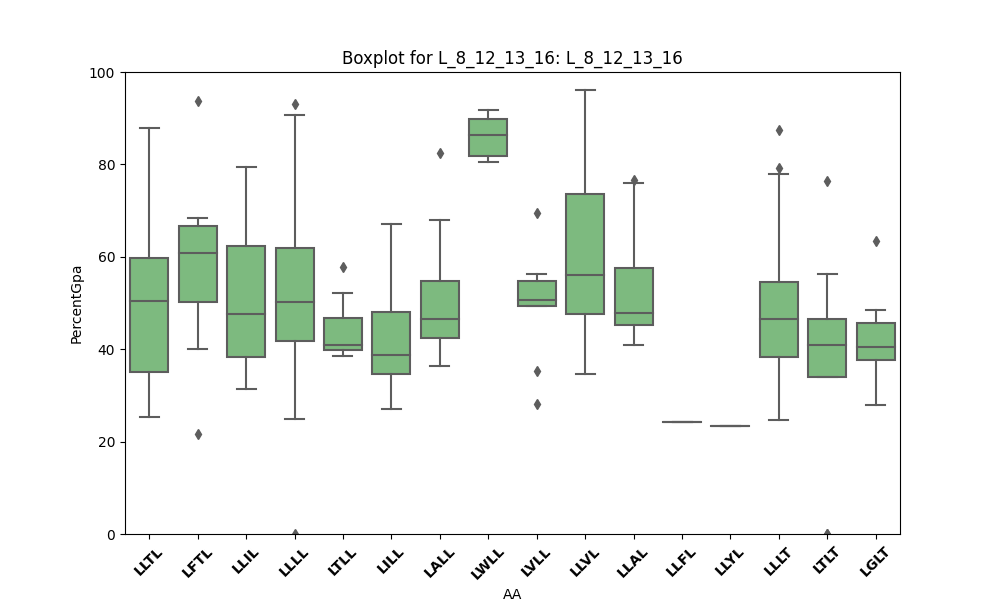 Boxplot for L_8_12_13_16: L_8_12_13_16
100
80
60
40
20
0
PercentGpa
LLTL LFTL LLIL LLLL LTLL LILL LALL LWLL LVLL LLVL LLAL LLFL LLYL LLLT LTLT LGLT
AA